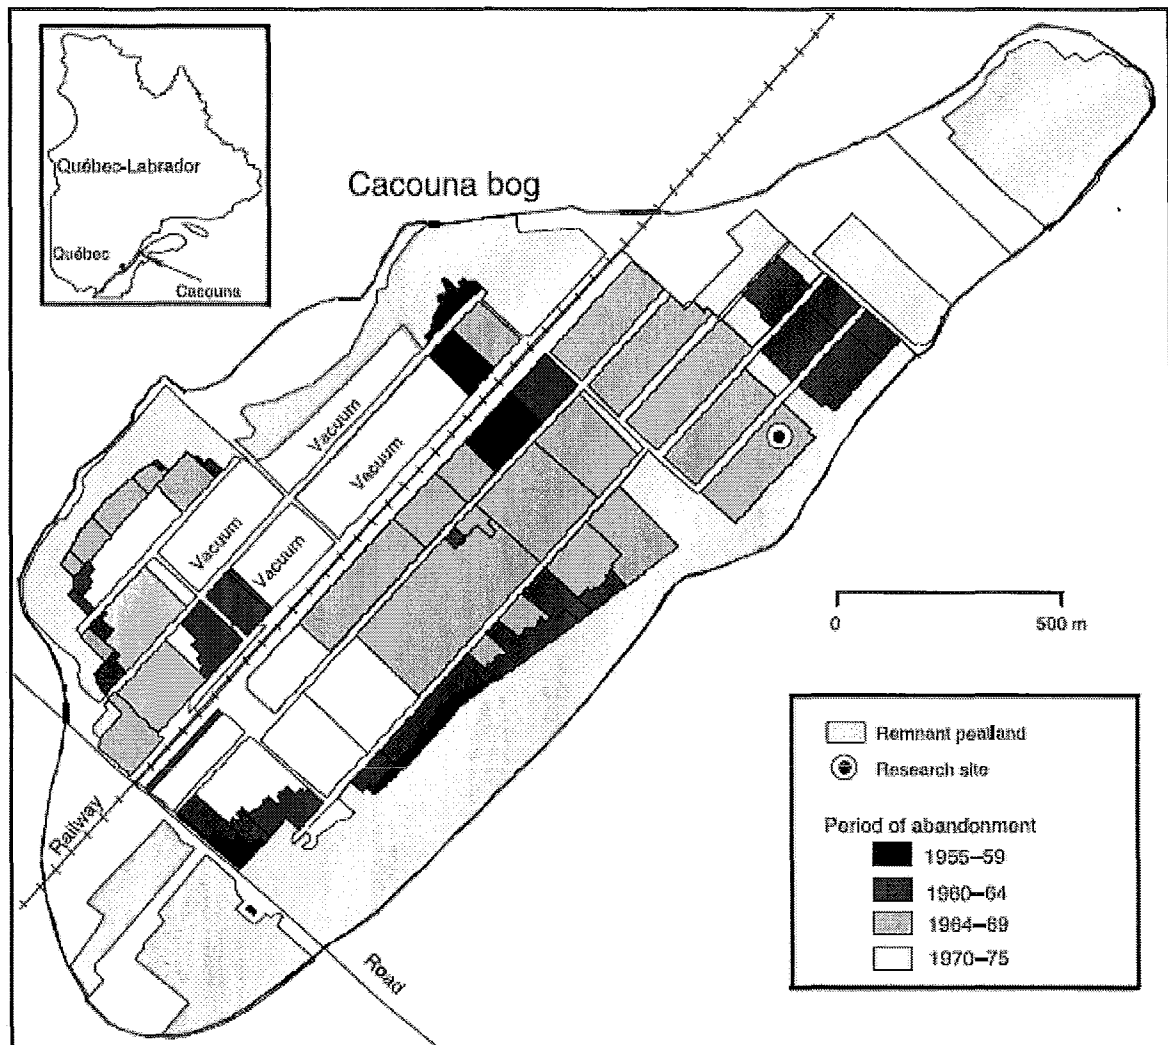 Québec-Labrador
Québec
Cacouna
Cacouna bog
Vacuum
Vacuum
Vacuum
Vacuum
Railway
Road
0 500 m
Remnant peatland
Research site
Period of abandonment
1955–59
1960–64
1964–69
1970–75